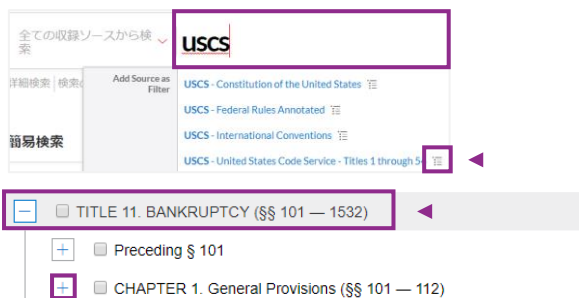 全ての収録ソースから検
索
uscs
詳細検索 | 検索
Add Source as
Filter
USCS - Constitution of the United States
USCS - Federal Rules Annotated
USCS - International Conventions
USCS - United States Code Service - Titles 1 through 5
簡易検索
TITLE 11. BANKRUPTCY (§§ 101 — 1532)
Preceding § 101
CHAPTER 1. General Provisions (§§ 101 — 112)